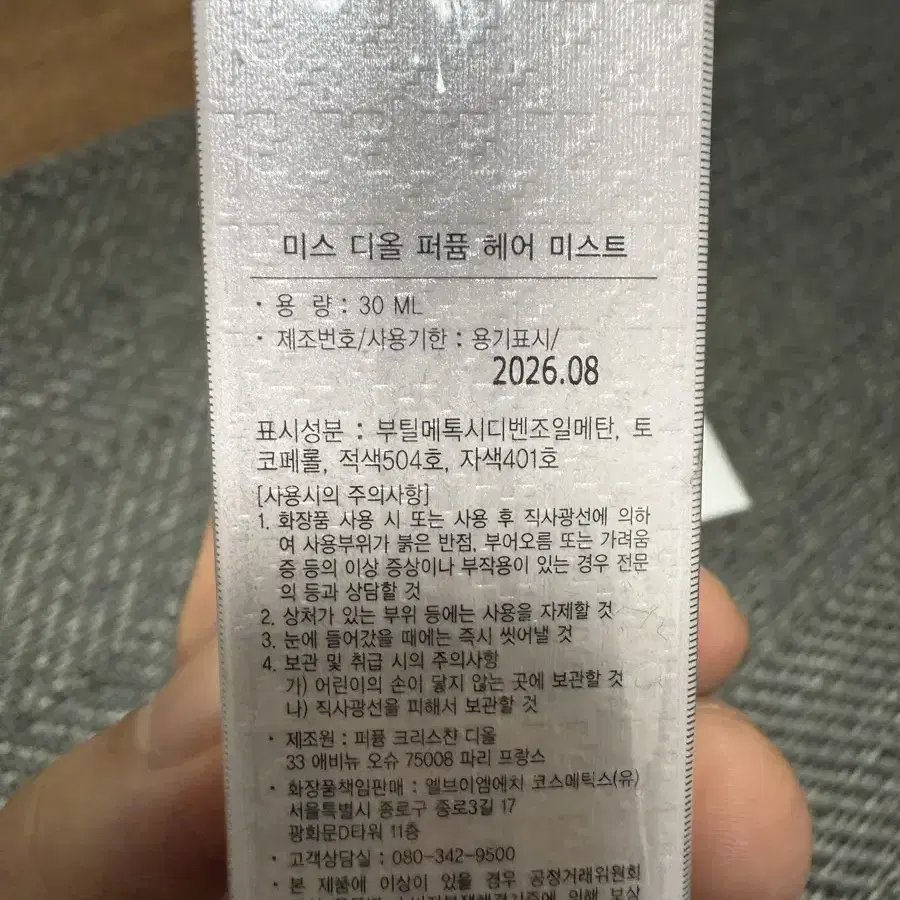 미스 디올 퍼퓸 헤어 미스트
· 용 량 : 30 ML
· 제조번호/사용기한 : 용기표시/
2026.08
표시성분 : 부틸메톡시디벤조일메탄, 토
코페롤, 적색504호, 자색401호
[사용시의 주의사항]
1. 화장품 사용 시 또는 사용 후 직사광선에 의하
여 사용부위가 붉은 반점, 부어오름 또는 가려움
증 등의 이상 증상이나 부작용이 있는 경우 전문
의 등과 상담할 것
2. 상처가 있는 부위 등에는 사용을 자제할 것
3. 눈에 들어갔을 때에는 즉시 씻어낼 것
4. 보관 및 취급 시의 주의사항
가) 어린이의 손이 닿지 않는 곳에 보관할 것
나) 직사광선을 피해서 보관할 것
· 제조원 : 퍼퓸 크리스챤 디올
33 애비뉴 오슈 75008 파리 프랑스
· 화장품책임판매 : 엘브이엠에치 코스메틱스(유)
서울특별시 종로구 종로3길 17
광화문D타워 11층
· 고객상담실 : 080-342-9500
· 본 제품에 이상이 있을 경우 공정거래위원회
의해 보상